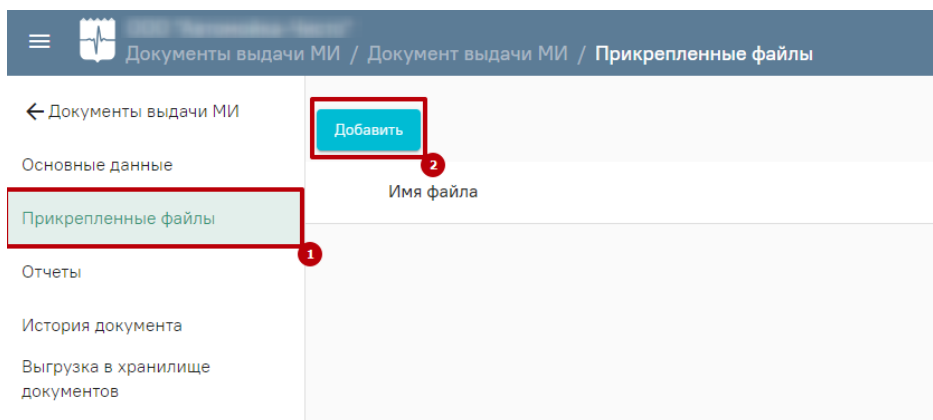 Документы выдачи МИ / Документ выдачи МИ / Прикрепленные файлы
Документы выдачи МИ
Основные данные
Прикрепленные файлы
1
Отчеты
История документа
Выгрузка в хранилище
документов
Добавить
2
Имя файла